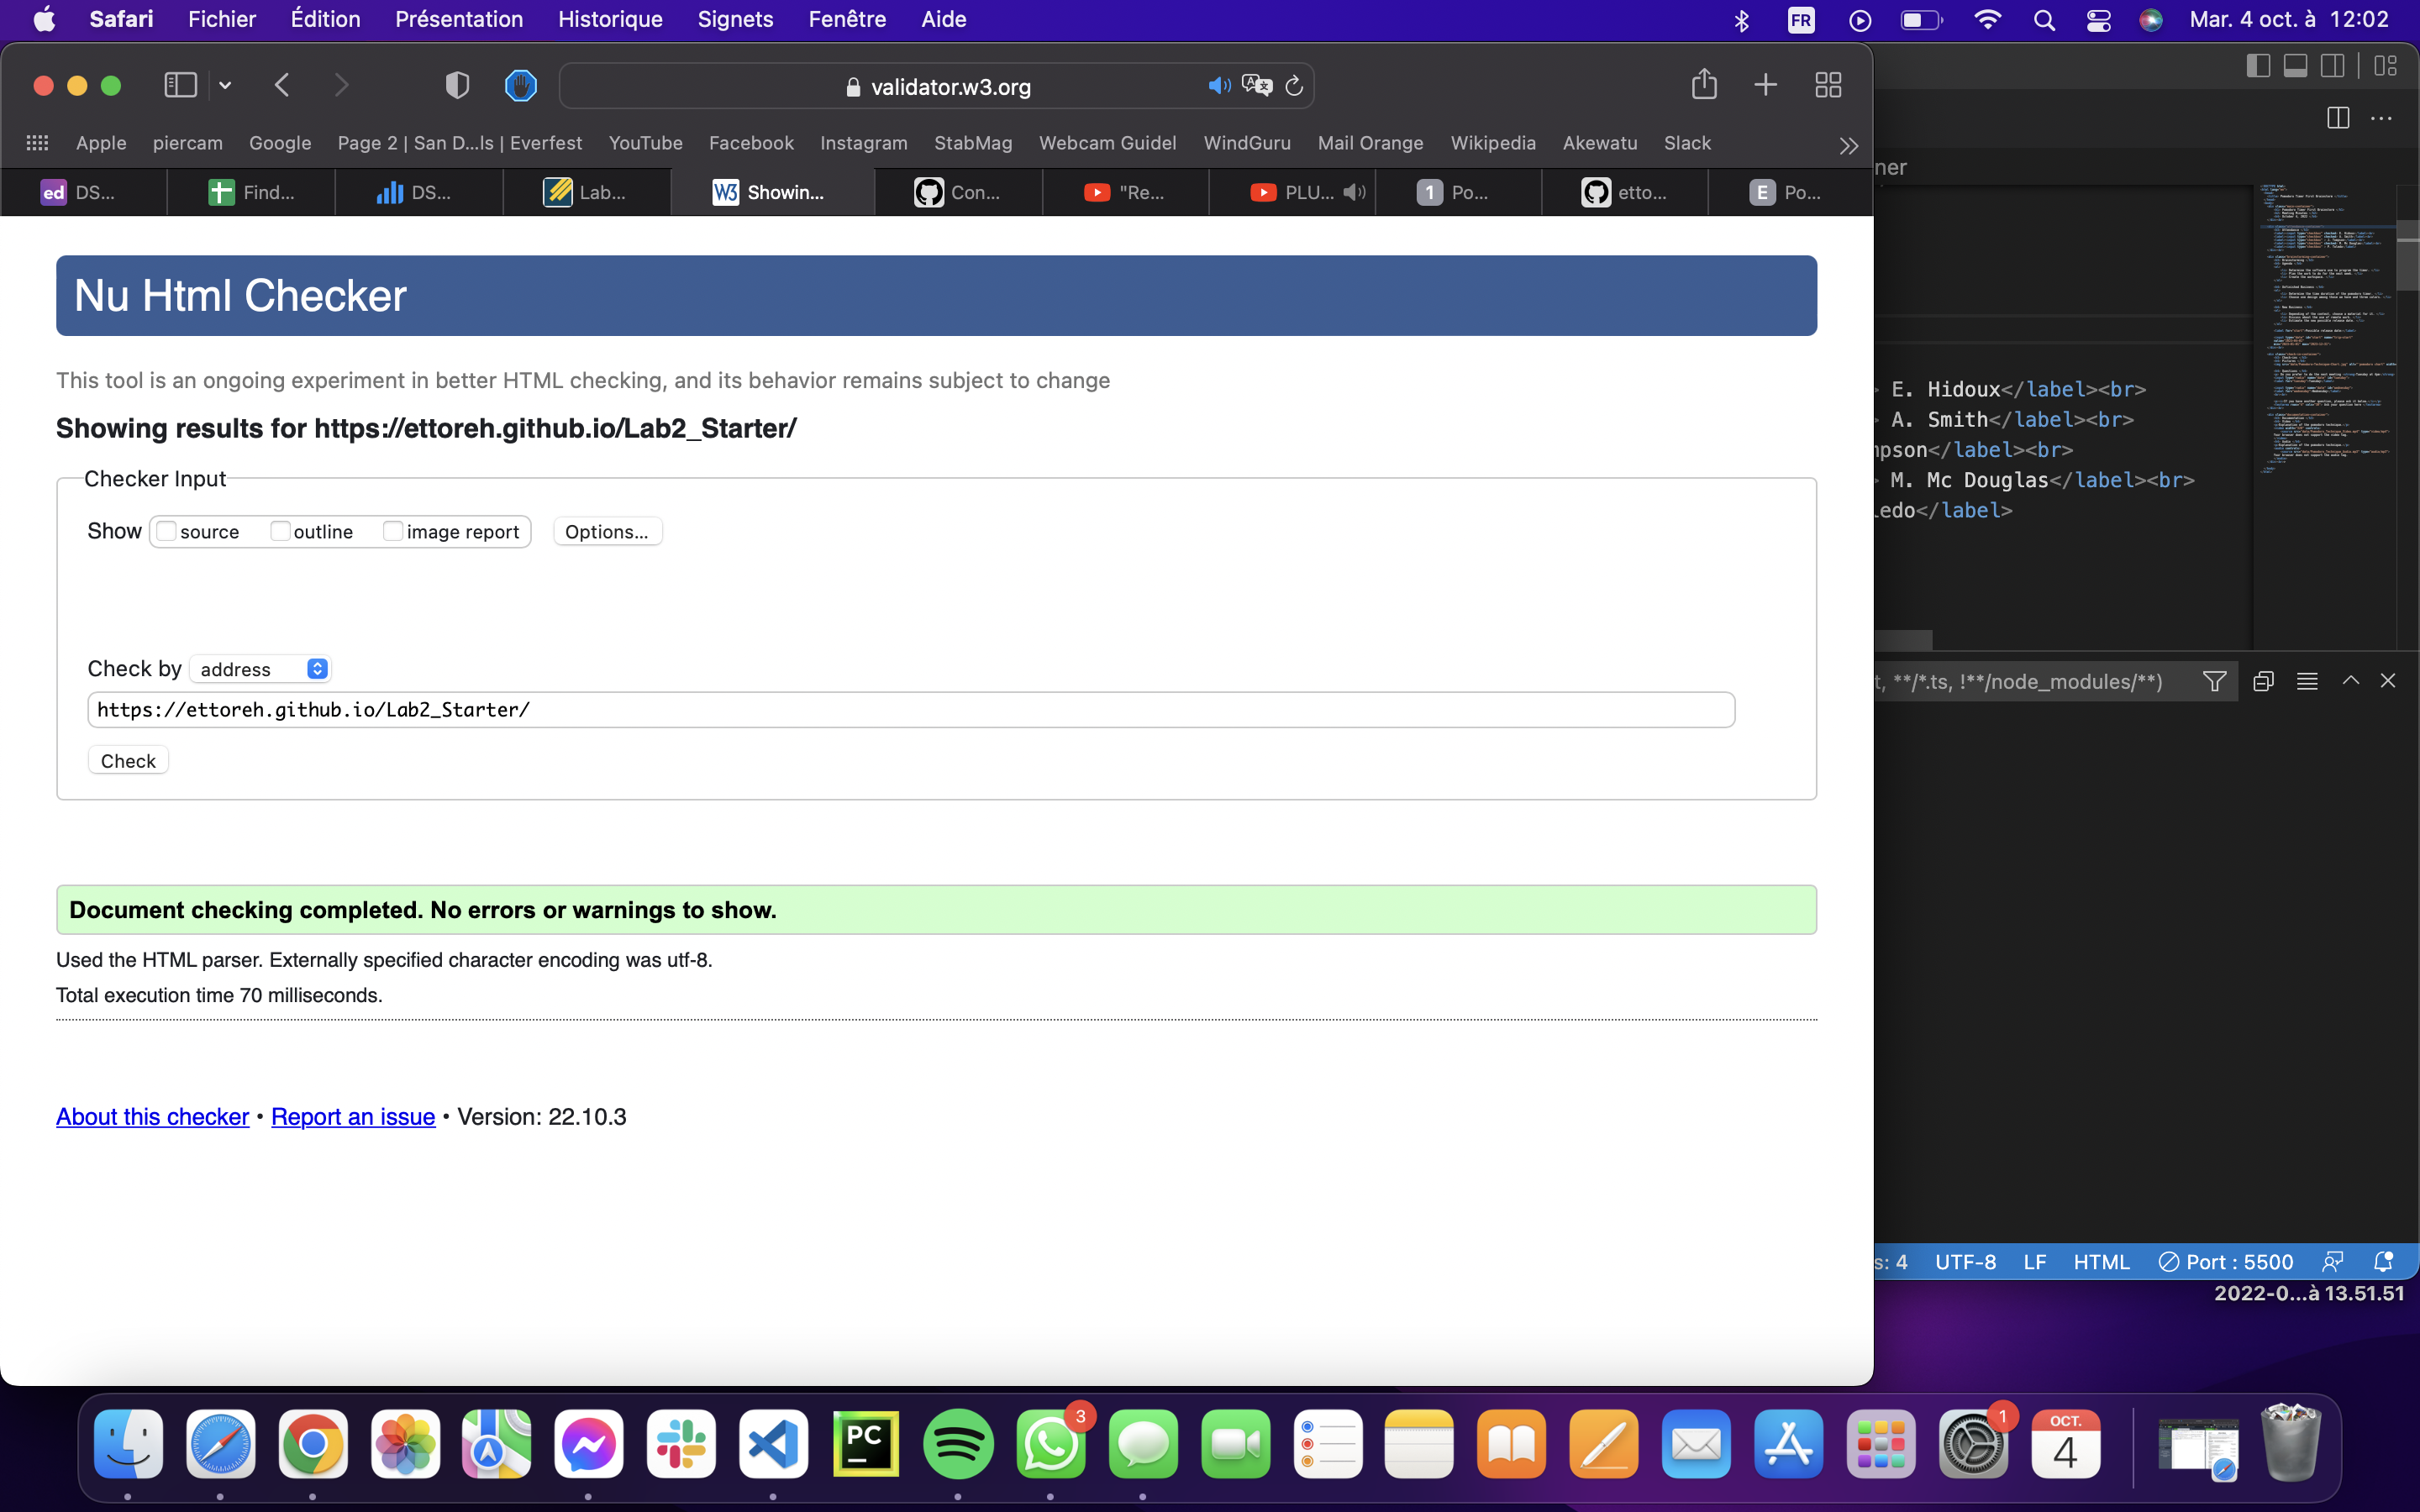 Safari Fichier Édition Présentation Historique Signets Fenêtre Aide FR Mar. 4 oct. à 12:02
validator.w3.org
Apple piercam Google Page 2 | San D...ls | Everfest YouTube Facebook Instagram StabMag Webcam Guidel WindGuru Mail Orange Wikipedia Akewatu Slack
ed DS... Find... DS... Lab... W3 Showin... Con... "Re... PLU... 1 Po... etto... E Po...
ner
Nu Html Checker
This tool is an ongoing experiment in better HTML checking, and its behavior remains subject to change
Showing results for https://ettoreh.github.io/Lab2_Starter/
Checker Input
Show source outline image report Options...
Check by address
https://ettoreh.github.io/Lab2_Starter/
Check
Document checking completed. No errors or warnings to show.
Used the HTML parser. Externally specified character encoding was utf-8.
Total execution time 70 milliseconds.
About this checker • Report an issue • Version: 22.10.3
E. Hidoux</label><br>
A. Smith</label><br>
mpson</label><br>
M. Mc Douglas</label><br>
ledo</label>
t, **/*.ts, !**/node_modules/**)
s: 4 UTF-8 LF HTML Port : 5500
2022-0...à 13.51.51
PC
3
1
OCT.
4